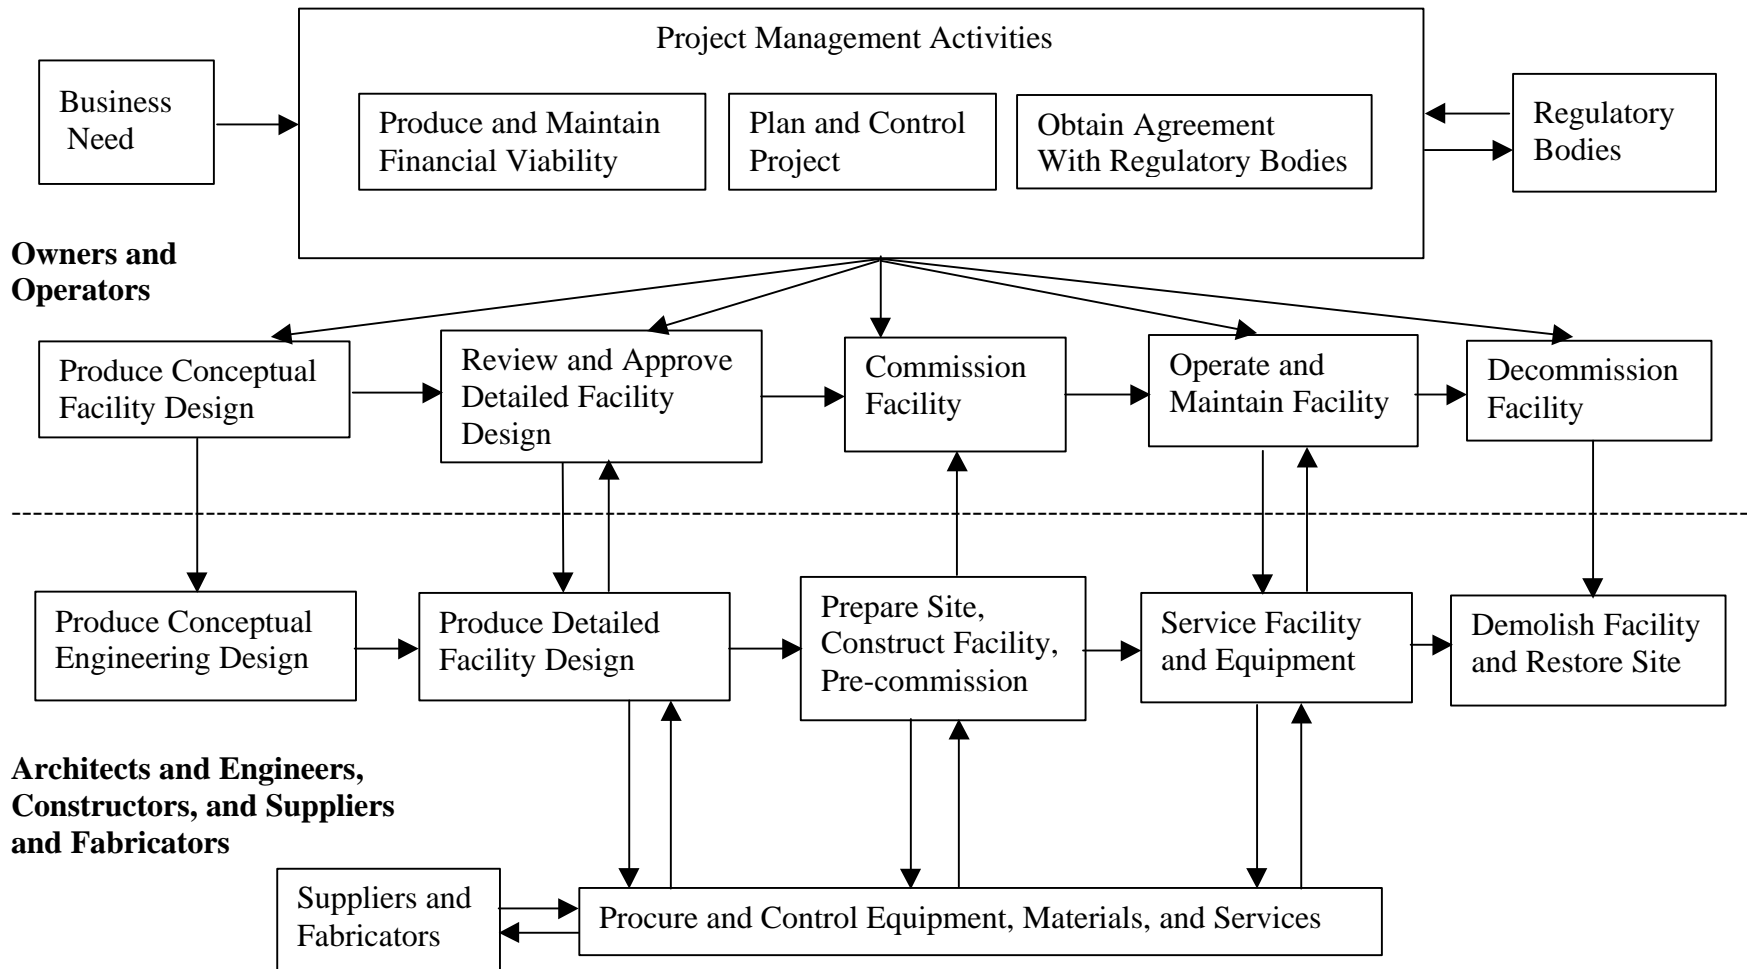 Project Management Activities
Business
Need
Produce and Maintain
Financial Viability
Plan and Control
Project
Obtain Agreement
With Regulatory Bodies
Regulatory
Bodies
Owners and
Operators
Produce Conceptual
Facility Design
Review and Approve
Detailed Facility
Design
Commission
Facility
Operate and
Maintain Facility
Decommission
Facility
Produce Conceptual
Engineering Design
Produce Detailed
Facility Design
Prepare Site,
Construct Facility,
Pre-commission
Service Facility
and Equipment
Demolish Facility
and Restore Site
Architects and Engineers,
Constructors, and Suppliers
and Fabricators
Suppliers and
Fabricators
Procure and Control Equipment, Materials, and Services